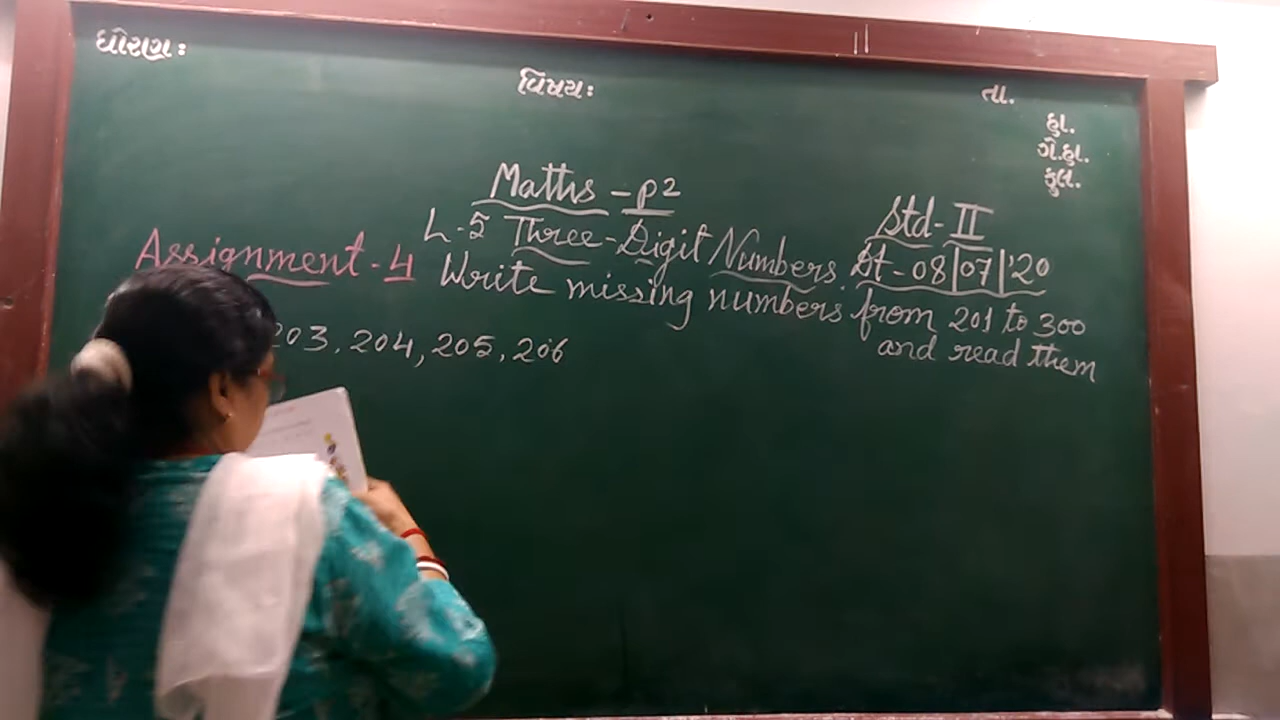 ધોરણ:
વિષય:
તા.
હા.
ગે.હા.
કુલ.
Maths - P2
Std - II
L-5 Three-Digit Numbers. Dt - 08|07|'20
Assignment - 4 Write missing numbers from 201 to 300
and read them
203, 204, 205, 206